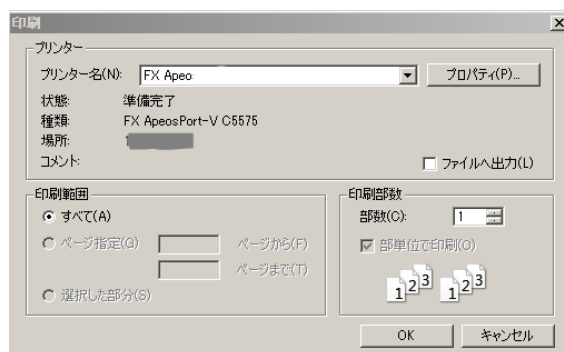 印刷
プリンター
プリンター名(N): FX Apeo
プロパティ(P)...
状態: 準備完了
種類: FX ApeosPort-V C5575
場所:
コメント:
ファイルへ出力(L)
印刷範囲
すべて(A)
ページ指定(G) ページから(F)
ページまで(T)
選択した部分(S)
印刷部数
部数(C): 1
部単位で印刷(O)
1 2 3 1 2 3
OK キャンセル